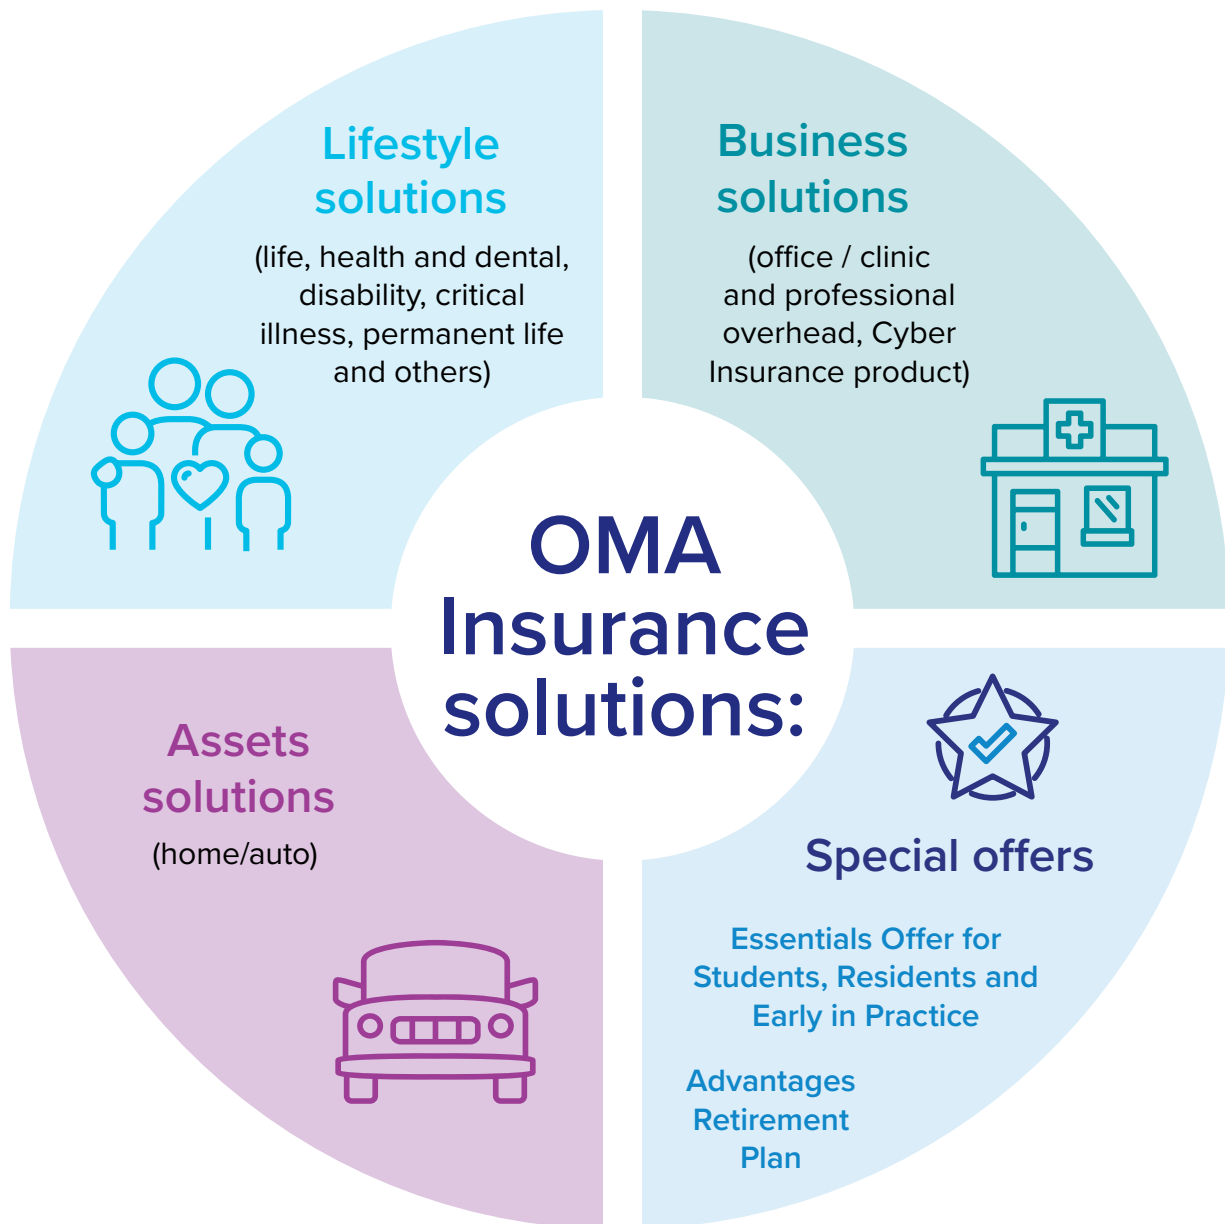 Lifestyle
solutions
(life, health and dental,
disability, critical
illness, permanent life
and others)
Business
solutions
(office / clinic
and professional
overhead, Cyber
Insurance product)
OMA
Insurance
solutions:
Assets
solutions
(home/auto)
Special offers
Essentials Offer for
Students, Residents and
Early in Practice
Advantages
Retirement
Plan